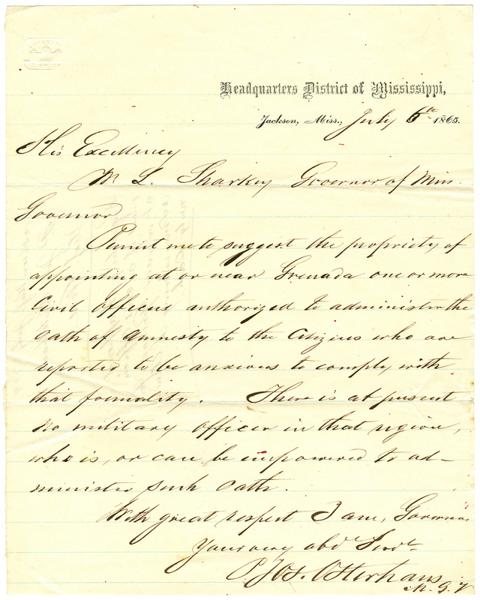 Headquarters District of Mississippi,
Jackson, Miss., July 6th 1865.
His Excellency
W L. Sharkey Governor of Miss.
Governor
Permit me to suggest the propriety of
appointing at or near Grenada one or more
Civil Officers authorized to administer the
Oath of Amnesty to the Citizens who are
reported to be anxious to comply with
that formality. There is at present
no military officer in that region,
who is, or can, be empowered to ad-
minister such oath.
With great respect I am, Governor
Your very obdt Servt.
P. Jos. Osterhaus
M. G. V